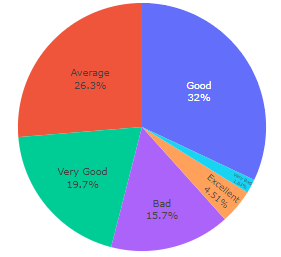 Good
32%
Average
26.3%
Very Good
19.7%
Bad
15.7%
Excellent
4.51%